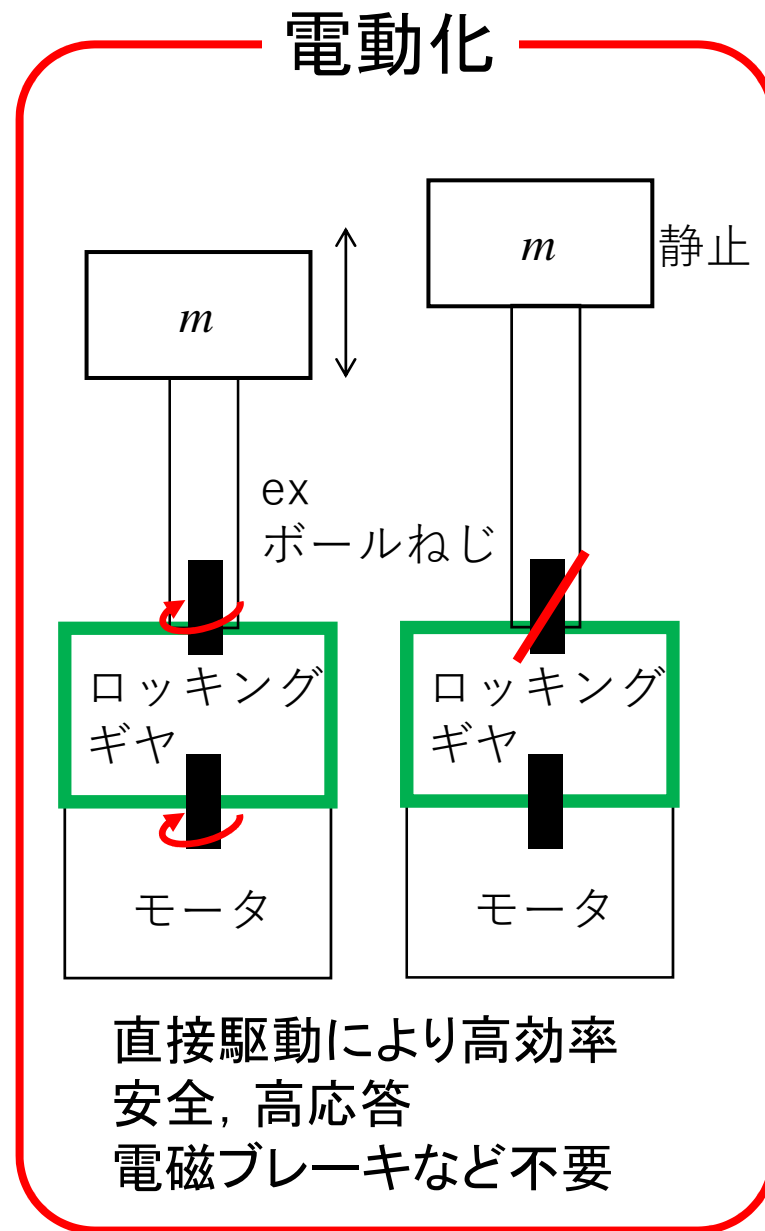 電動化
m
静止
m
ex
ボールねじ
ロッキング
ギヤ
ロッキング
ギヤ
モータ
モータ
直接駆動により高効率
安全，高応答
電磁ブレーキなど不要